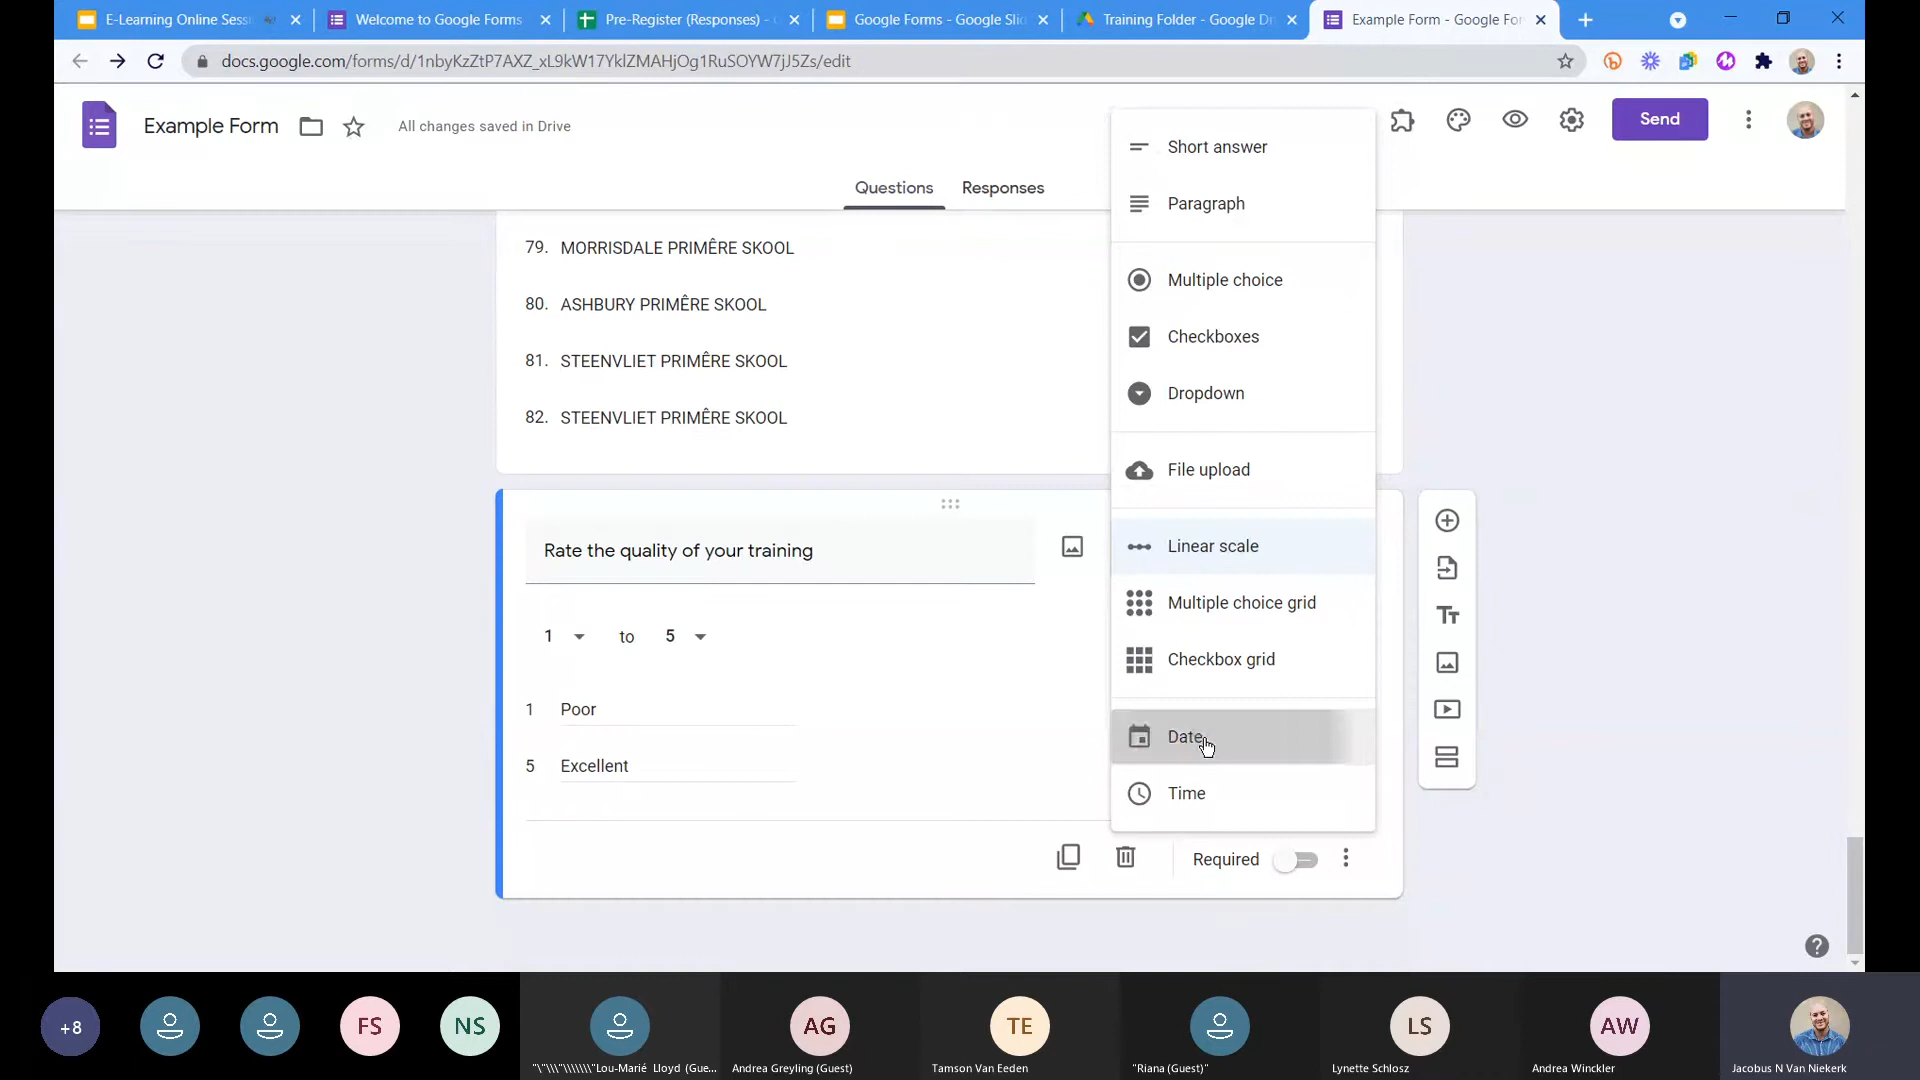 E-Learning Online Sess
Welcome to Google Forms
Pre-Register (Responses) -
Google Forms - Google Slid
Training Folder - Google Dr
Example Form - Google For
docs.google.com/forms/d/1nbyKzZtP7AXZ_xL9kW17YklZMAHjOg1RuSOYW7jJ5Zs/edit
Example Form
All changes saved in Drive
Send
Questions
Responses
79. MORRISDALE PRIMÊRE SKOOL
80. ASHBURY PRIMÊRE SKOOL
81. STEENVLIET PRIMÊRE SKOOL
82. STEENVLIET PRIMÊRE SKOOL
Rate the quality of your training
1 to 5
1 Poor
5 Excellent
Short answer
Paragraph
Multiple choice
Checkboxes
Dropdown
File upload
Linear scale
Multiple choice grid
Checkbox grid
Date
Time
Required
Tт
+8
FS
NS
AG
TE
LS
AW
"\"\\\"\\\\\\\"Lou-Marié Lloyd (Gue...
Andrea Greyling (Guest)
Tamson Van Eeden
"Riana (Guest)"
Lynette Schlosz
Andrea Winckler
Jacobus N Van Niekerk